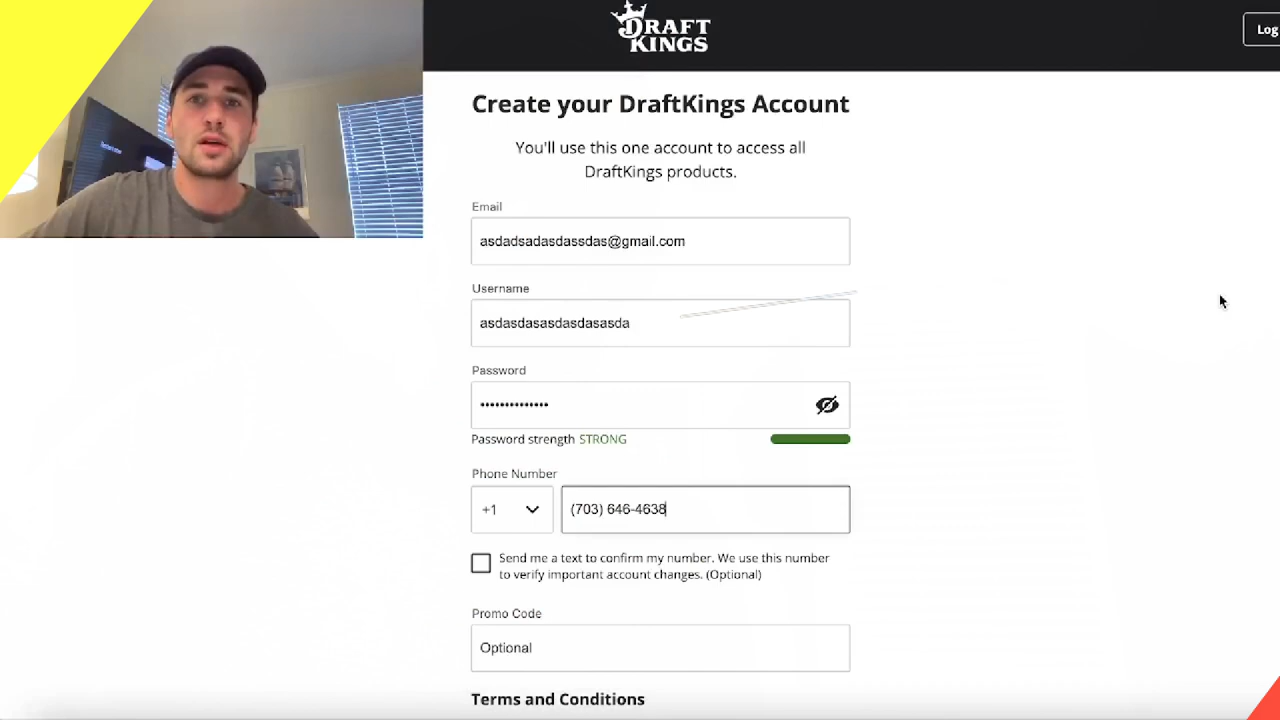 DRAFT
KINGS
Log
Create your DraftKings Account
You'll use this one account to access all
DraftKings products.
Email
asdadsadasdassdas@gmail.com
Username
asdasdasasdasdasasda
Password
••••••••••••••
Password strength STRONG
Phone Number
+1
(703) 646-4638
Send me a text to confirm my number. We use this number
to verify important account changes. (Optional)
Promo Code
Optional
Terms and Conditions